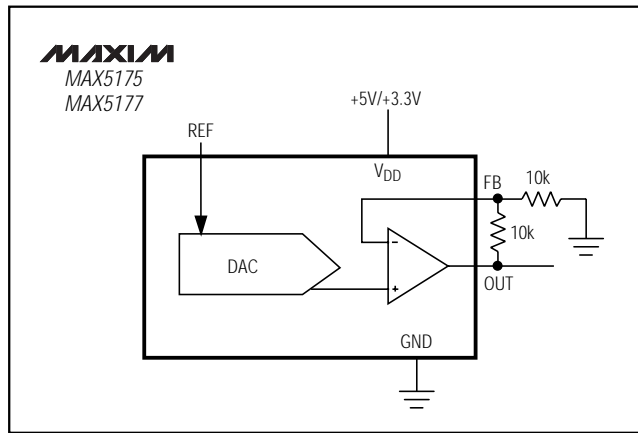 MAXIM
MAX5175
MAX5177
+5V/+3.3V
REF
VDD
FB
10k
10k
DAC
-
+
OUT
GND